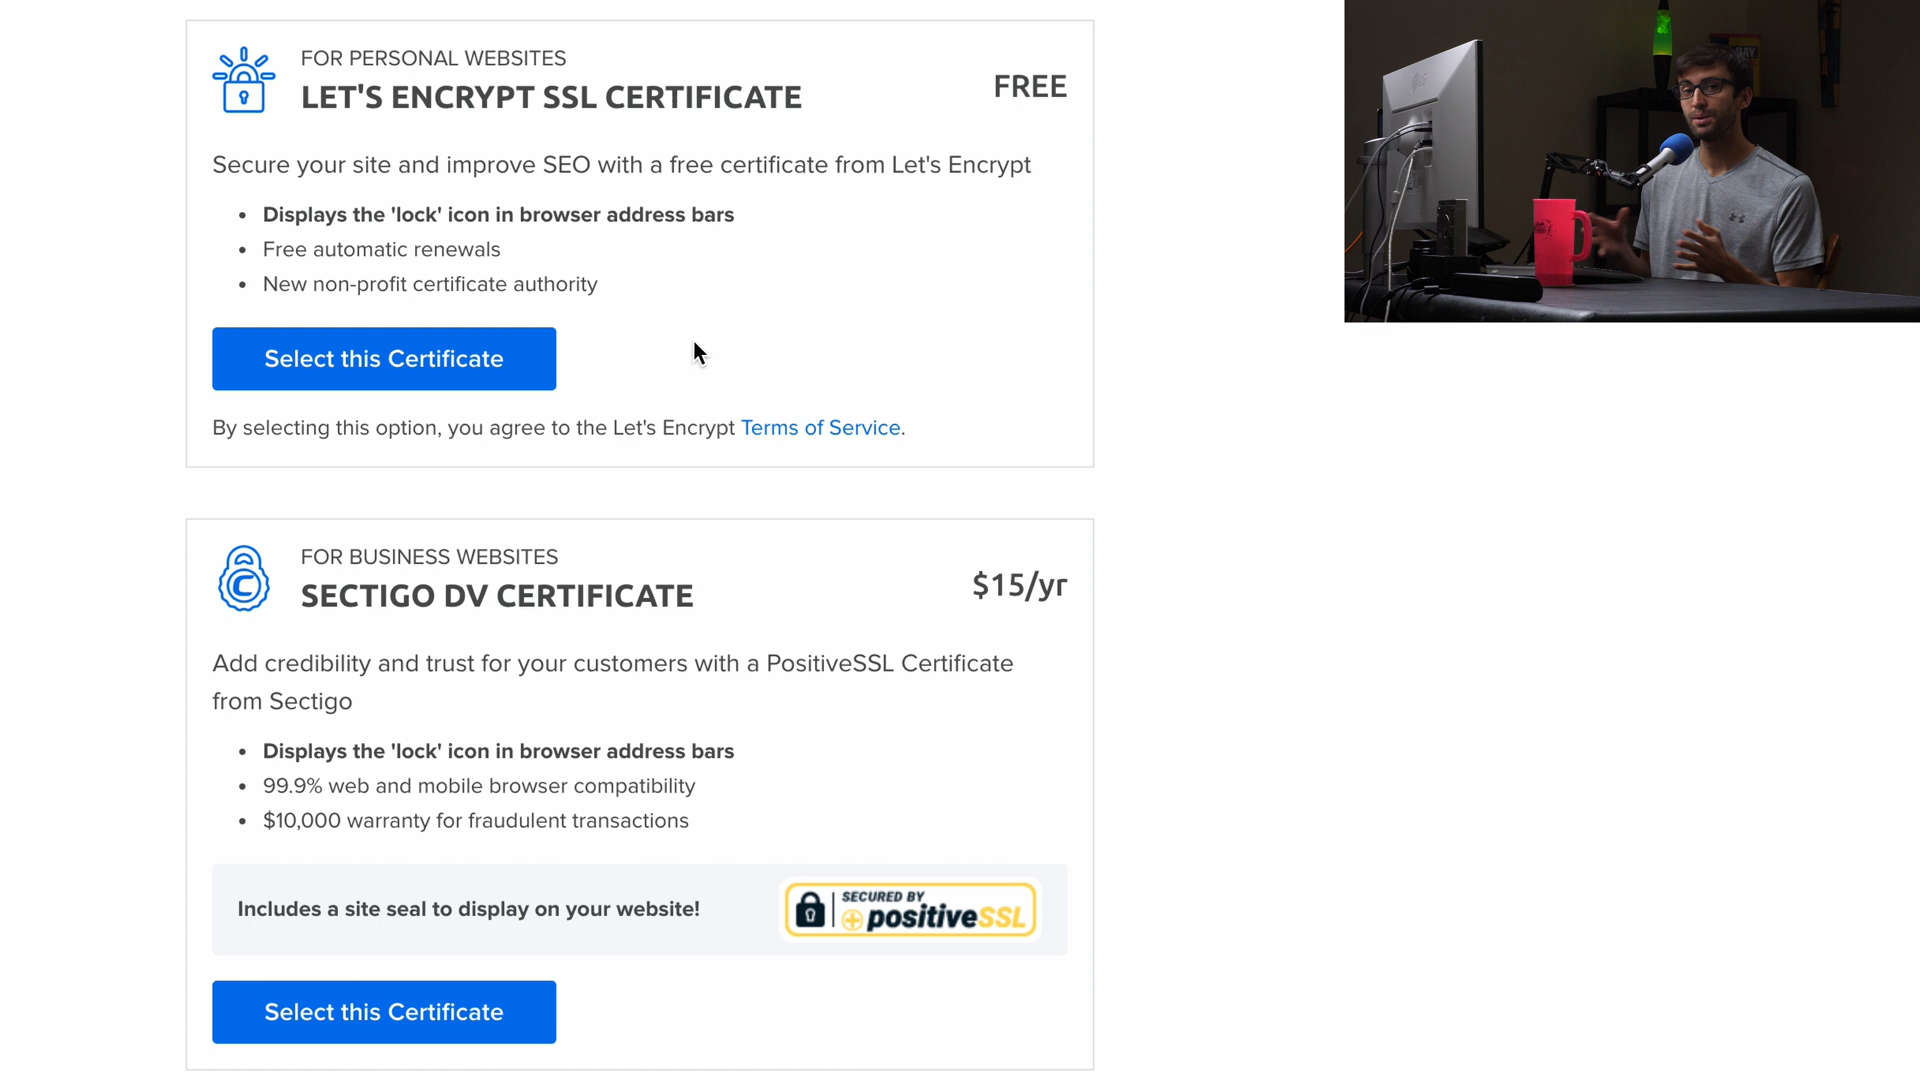 FOR PERSONAL WEBSITES
LET'S ENCRYPT SSL CERTIFICATE
FREE
Secure your site and improve SEO with a free certificate from Let's Encrypt
• Displays the 'lock' icon in browser address bars
• Free automatic renewals
• New non-profit certificate authority
Select this Certificate
By selecting this option, you agree to the Let's Encrypt Terms of Service.
FOR BUSINESS WEBSITES
SECTIGO DV CERTIFICATE
$15/yr
Add credibility and trust for your customers with a PositiveSSL Certificate
from Sectigo
• Displays the 'lock' icon in browser address bars
• 99.9% web and mobile browser compatibility
• $10,000 warranty for fraudulent transactions
Includes a site seal to display on your website!
SECURED BY
positiveSSL
Select this Certificate